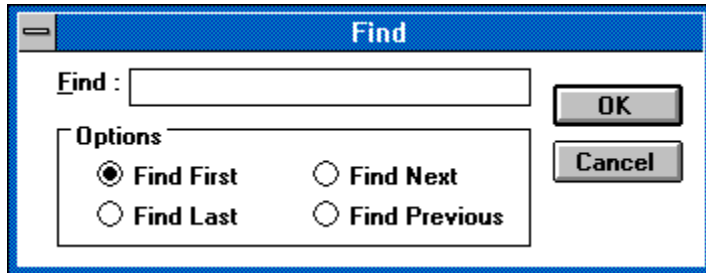 Find
Find :
OK
Options
Cancel
Find First Find Next
Find Last Find Previous